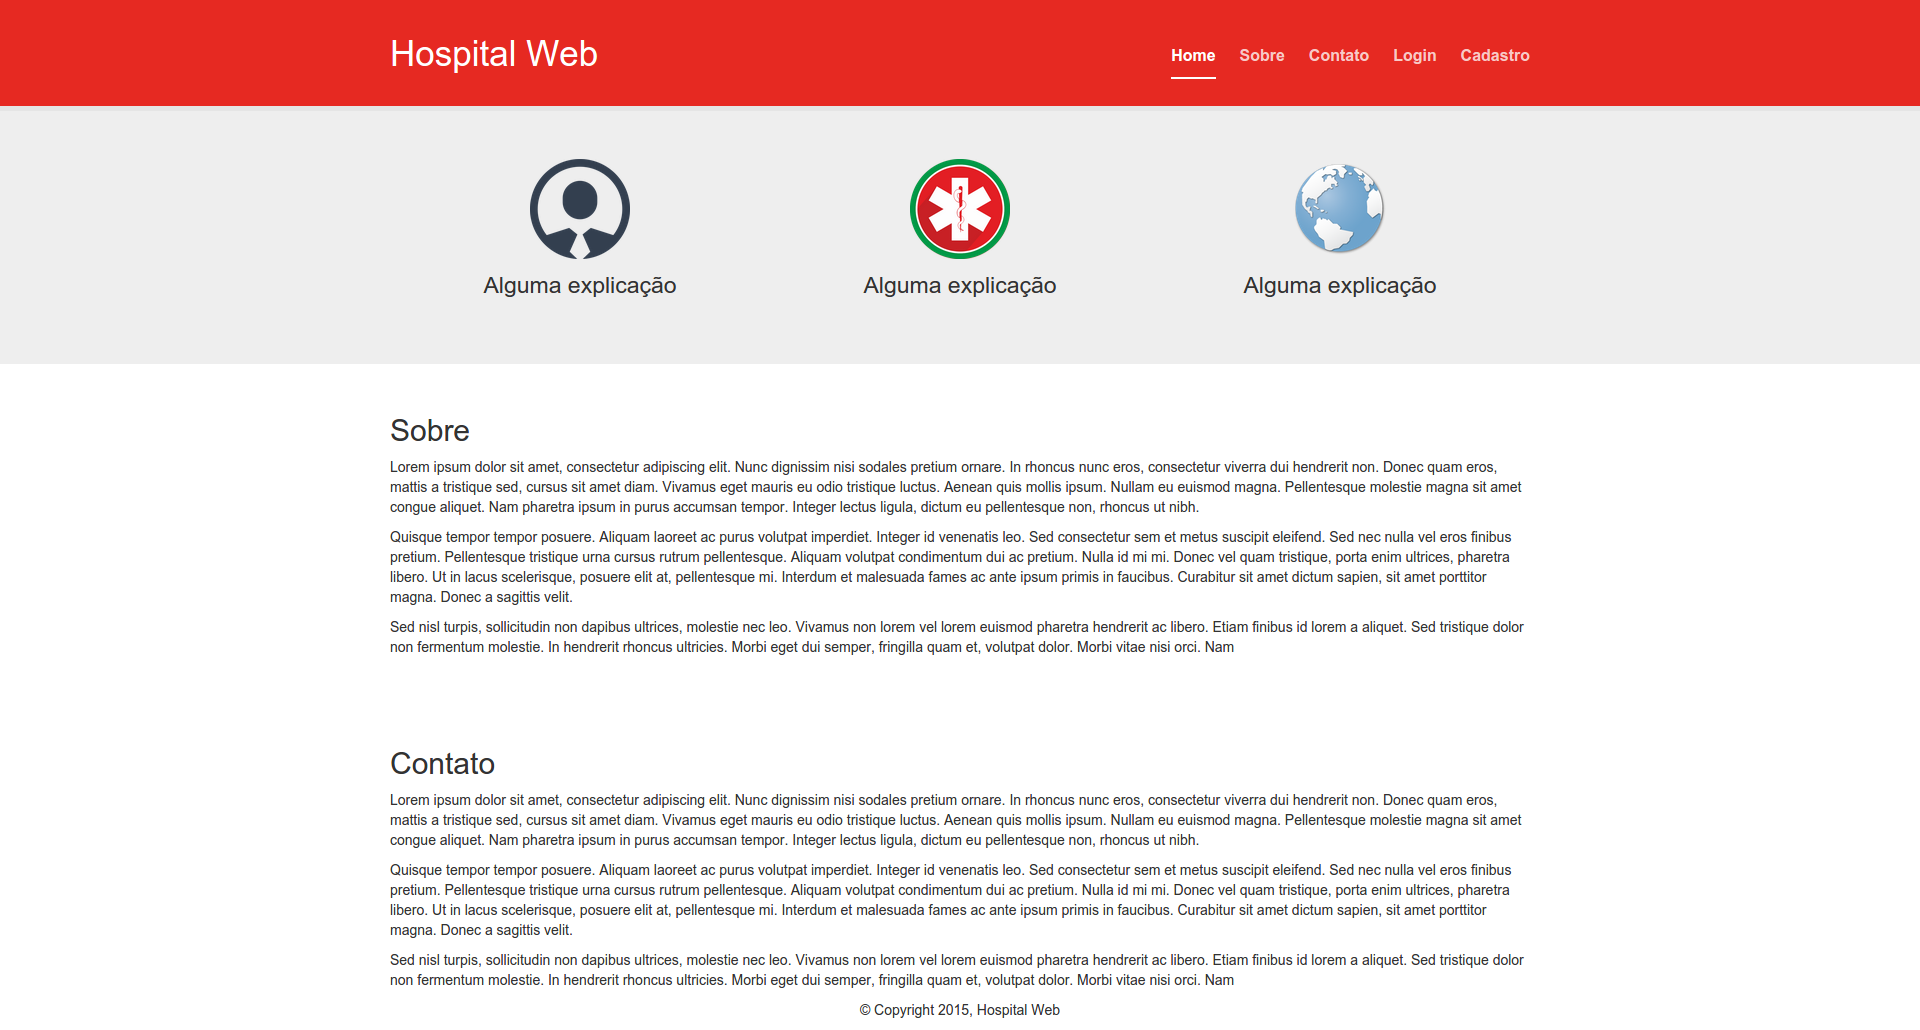 Hospital Web
Home Sobre Contato Login Cadastro
Alguma explicação Alguma explicação Alguma explicação
Sobre
Lorem ipsum dolor sit amet, consectetur adipiscing elit. Nunc dignissim nisi sodales pretium ornare. In rhoncus nunc eros, consectetur viverra dui hendrerit non. Donec quam eros,
mattis a tristique sed, cursus sit amet diam. Vivamus eget mauris eu odio tristique luctus. Aenean quis mollis ipsum. Nullam eu euismod magna. Pellentesque molestie magna sit amet
congue aliquet. Nam pharetra ipsum in purus accumsan tempor. Integer lectus ligula, dictum eu pellentesque non, rhoncus ut nibh.
Quisque tempor tempor posuere. Aliquam laoreet ac purus volutpat imperdiet. Integer id venenatis leo. Sed consectetur sem et metus suscipit eleifend. Sed nec nulla vel eros finibus
pretium. Pellentesque tristique urna cursus rutrum pellentesque. Aliquam volutpat condimentum dui ac pretium. Nulla id mi mi. Donec vel quam tristique, porta enim ultrices, pharetra
libero. Ut in lacus scelerisque, posuere elit at, pellentesque mi. Interdum et malesuada fames ac ante ipsum primis in faucibus. Curabitur sit amet dictum sapien, sit amet porttitor
magna. Donec a sagittis velit.
Sed nisl turpis, sollicitudin non dapibus ultrices, molestie nec leo. Vivamus non lorem vel lorem euismod pharetra hendrerit ac libero. Etiam finibus id lorem a aliquet. Sed tristique dolor
non fermentum molestie. In hendrerit rhoncus ultricies. Morbi eget dui semper, fringilla quam et, volutpat dolor. Morbi vitae nisi orci. Nam
Contato
Lorem ipsum dolor sit amet, consectetur adipiscing elit. Nunc dignissim nisi sodales pretium ornare. In rhoncus nunc eros, consectetur viverra dui hendrerit non. Donec quam eros,
mattis a tristique sed, cursus sit amet diam. Vivamus eget mauris eu odio tristique luctus. Aenean quis mollis ipsum. Nullam eu euismod magna. Pellentesque molestie magna sit amet
congue aliquet. Nam pharetra ipsum in purus accumsan tempor. Integer lectus ligula, dictum eu pellentesque non, rhoncus ut nibh.
Quisque tempor tempor posuere. Aliquam laoreet ac purus volutpat imperdiet. Integer id venenatis leo. Sed consectetur sem et metus suscipit eleifend. Sed nec nulla vel eros finibus
pretium. Pellentesque tristique urna cursus rutrum pellentesque. Aliquam volutpat condimentum dui ac pretium. Nulla id mi mi. Donec vel quam tristique, porta enim ultrices, pharetra
libero. Ut in lacus scelerisque, posuere elit at, pellentesque mi. Interdum et malesuada fames ac ante ipsum primis in faucibus. Curabitur sit amet dictum sapien, sit amet porttitor
magna. Donec a sagittis velit.
Sed nisl turpis, sollicitudin non dapibus ultrices, molestie nec leo. Vivamus non lorem vel lorem euismod pharetra hendrerit ac libero. Etiam finibus id lorem a aliquet. Sed tristique dolor
non fermentum molestie. In hendrerit rhoncus ultricies. Morbi eget dui semper, fringilla quam et, volutpat dolor. Morbi vitae nisi orci. Nam
© Copyright 2015, Hospital Web